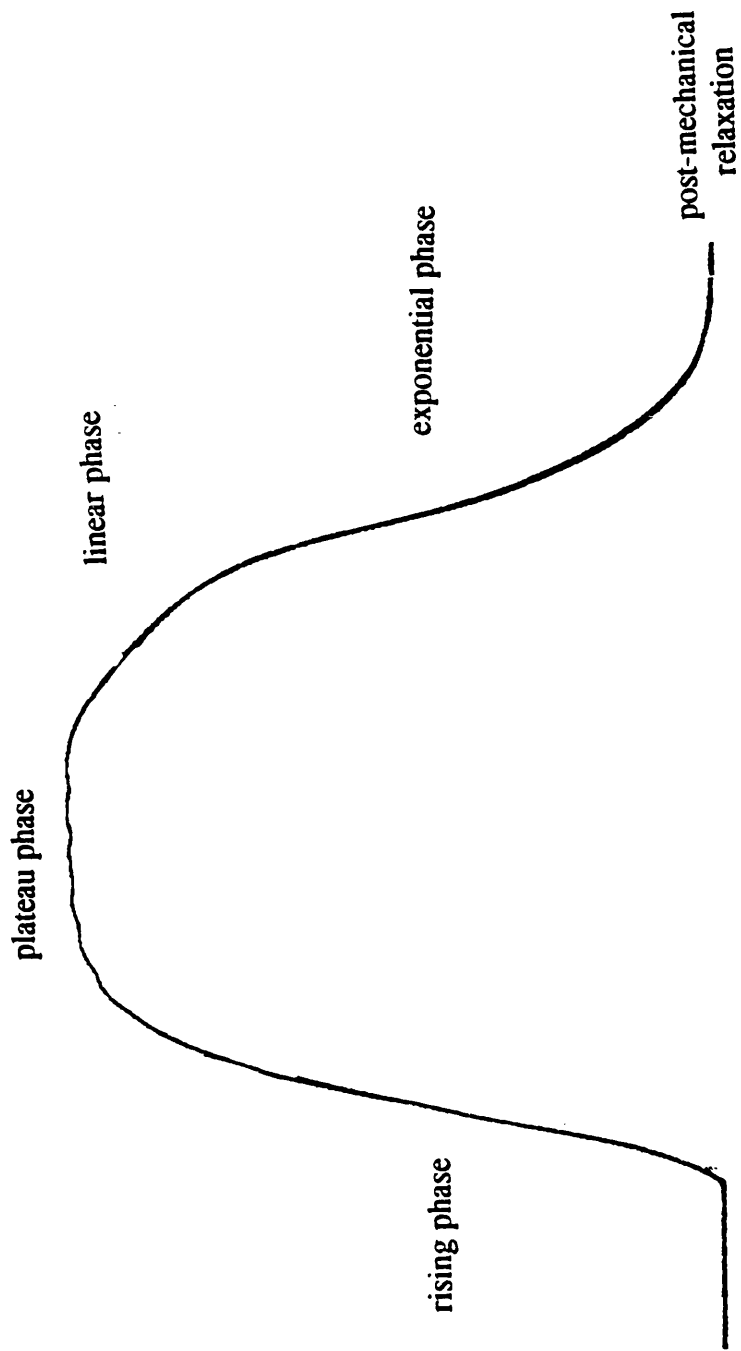 rising phase
plateau phase
linear phase
exponential phase
post-mechanical
relaxation